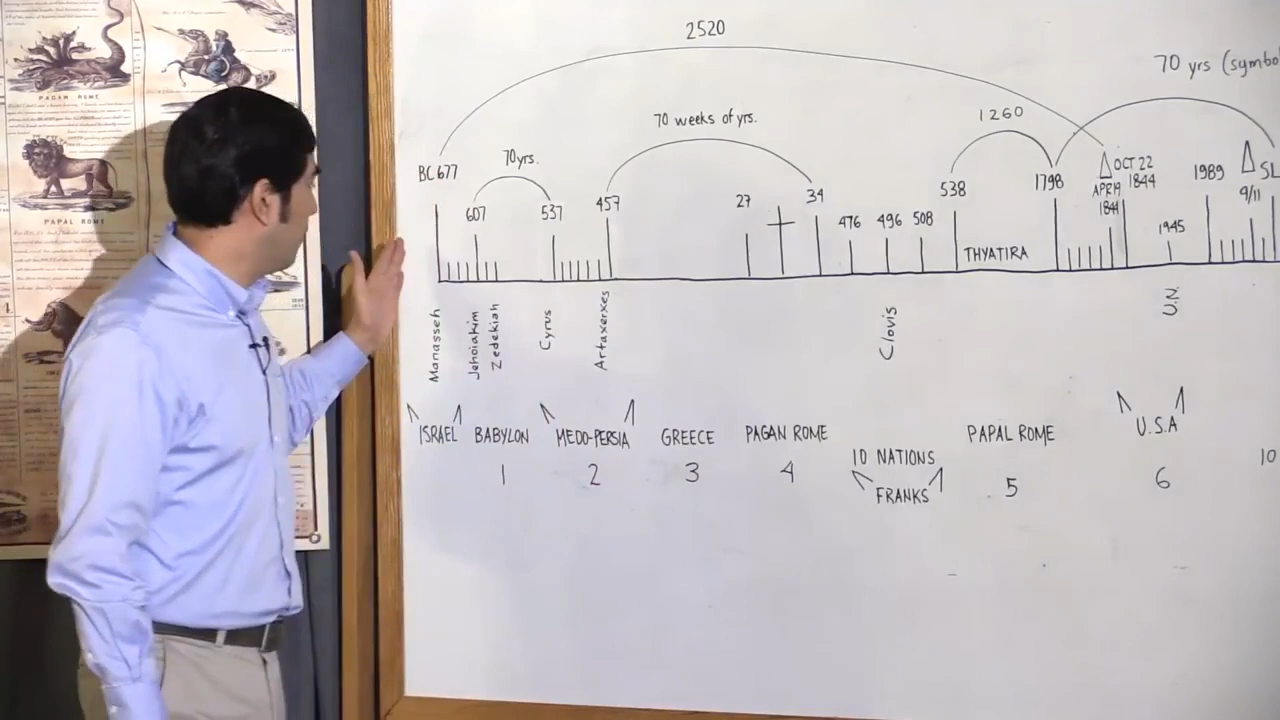 2520
70 yrs (symbo
70 weeks of yrs.
1260
70yrs.
BC 677
607
537
457
27
34
476
496
508
538
1798
OCT 22
1844
APR 19
1844
1945
1989
9/11
SL
THYATIRA
Manasseh
Jehoiakim
Zedekiah
Cyrus
Artaxerxes
Clovis
U.N.
ISRAEL
BABYLON
MEDO-PERSIA
GREECE
PAGAN ROME
10 NATIONS
FRANKS
PAPAL ROME
U.S.A
10
1
2
3
4
5
6
PAGAN ROME
PAPAL ROME